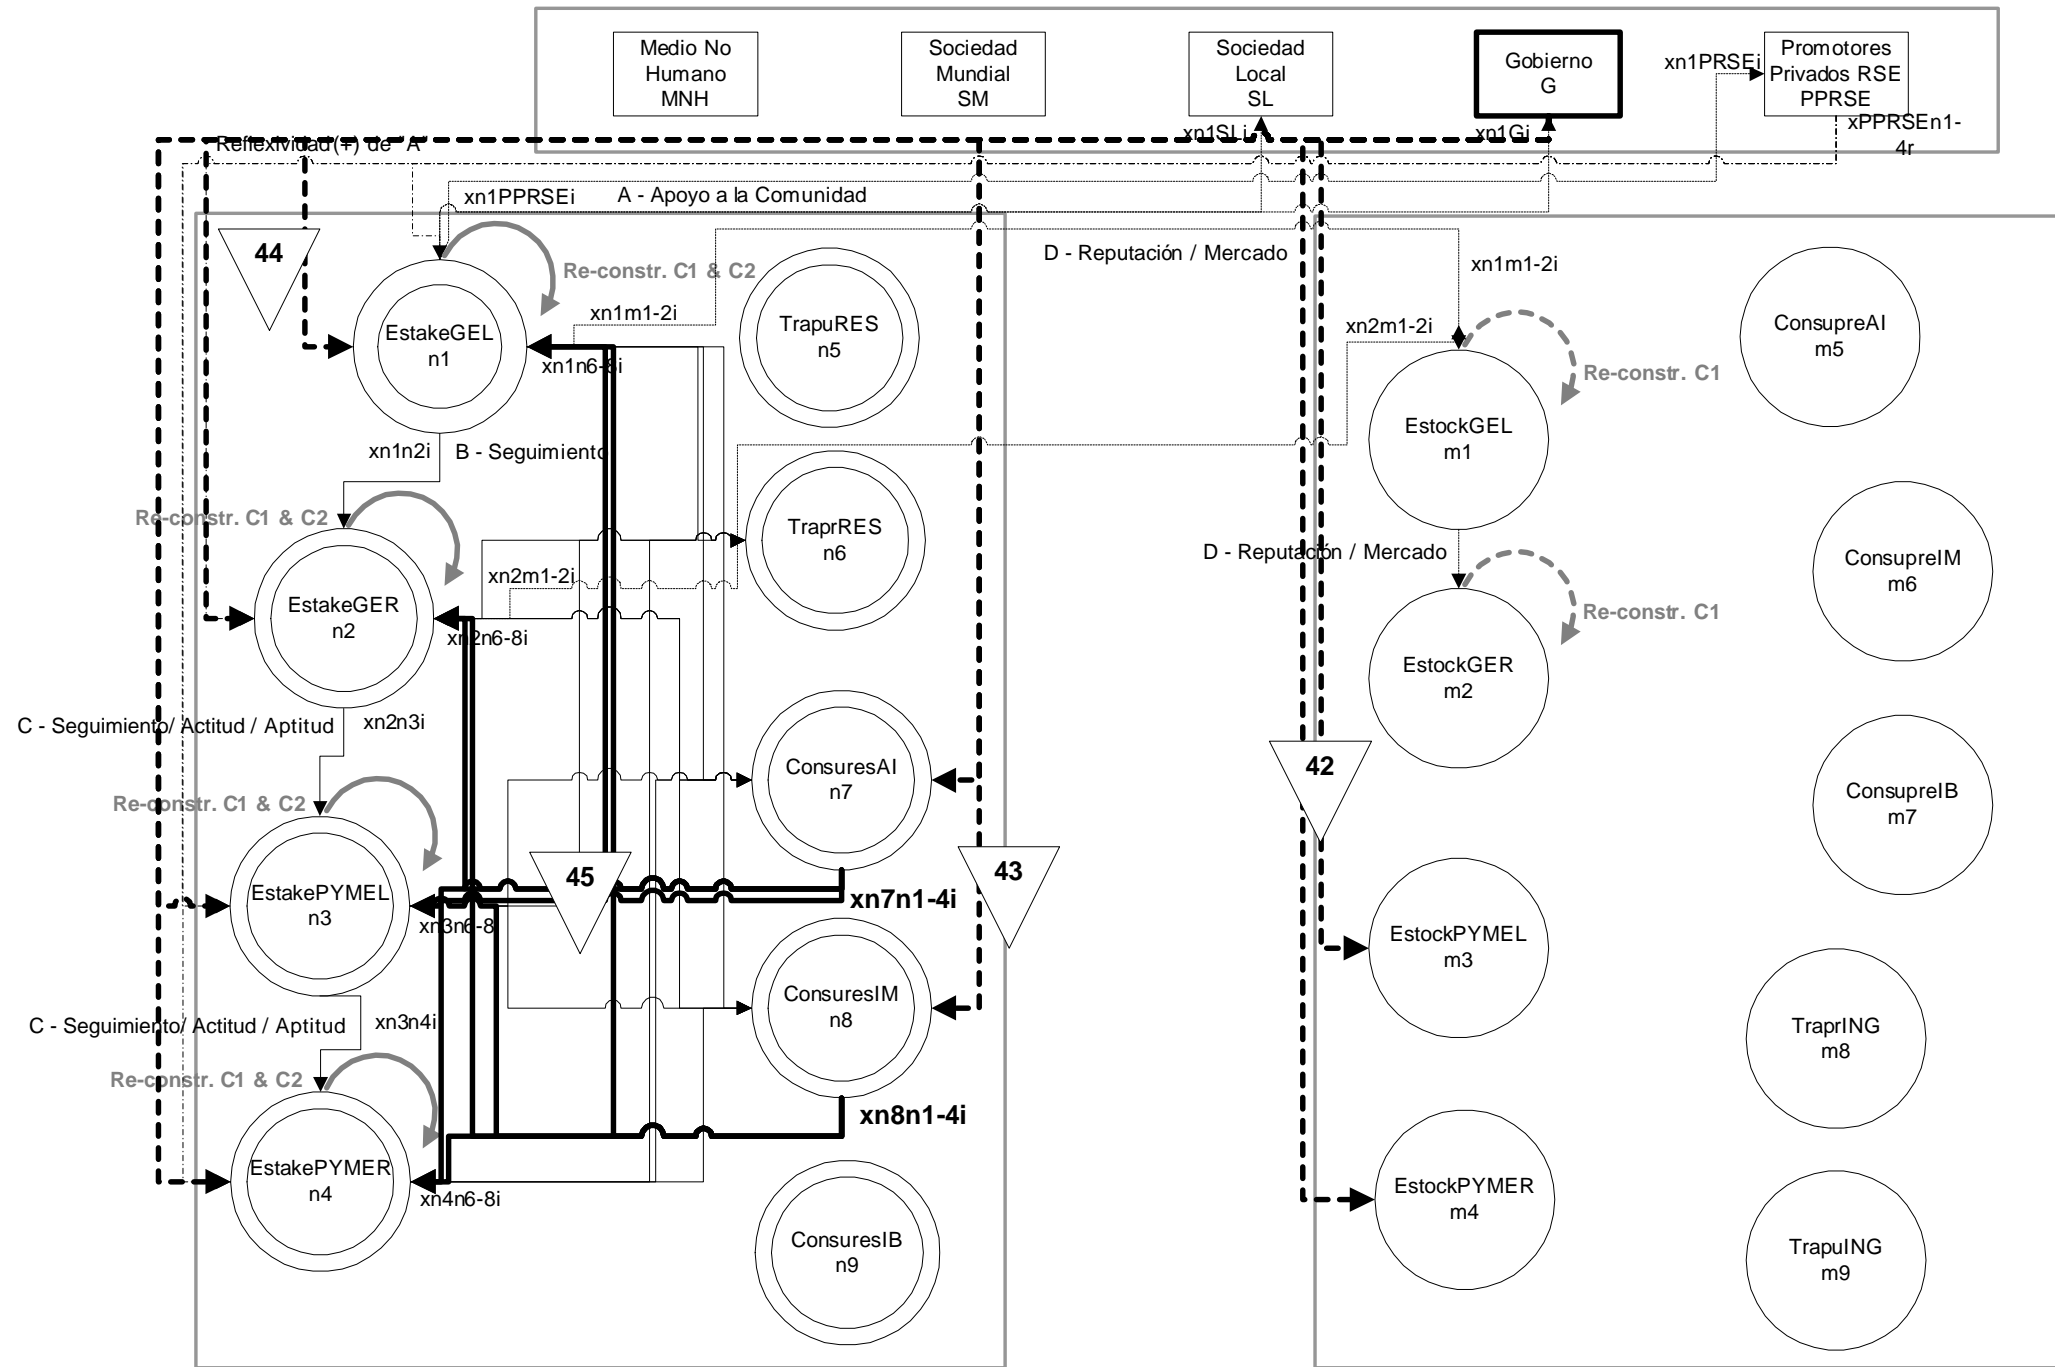 Medio No
Humano
MNH
Sociedad
Mundial
SM
Sociedad
Local
SL
Gobierno
G
Promotores
Privados RSE
PPRSE
xn1PRSEi
xn1SLi
xn1Gi
xPPRSEn1-
4r
Reflexividad(+) de "A"
xn1PPRSEi
A - Apoyo a la Comunidad
44
Re-constr. C1 & C2
D - Reputación / Mercado
xn1m1-2i
xn1m1-2i
xn2m1-2i
EstakeGEL
n1
xn1n6-8i
TrapuRES
n5
ConsupreAI
m5
Re-constr. C1
EstockGEL
m1
xn1n2i
B - Seguimiento
Re-constr. C1 & C2
TraprRES
n6
D - Reputación / Mercado
ConsupreIM
m6
xn2m1-2i
EstakeGER
n2
xn2n6-8i
Re-constr. C1
EstockGER
m2
C - Seguimiento/ Actitud / Aptitud
xn2n3i
ConsuresAI
n7
42
ConsupreIB
m7
Re-constr. C1 & C2
45
43
EstakePYMEL
n3
xn3n6-8
xn7n1-4i
EstockPYMEL
m3
ConsuresIM
n8
C - Seguimiento/ Actitud / Aptitud
xn3n4i
TraprING
m8
Re-constr. C1 & C2
xn8n1-4i
EstakePYMER
n4
xn4n6-8i
EstockPYMER
m4
ConsuresIB
n9
TrapuING
m9